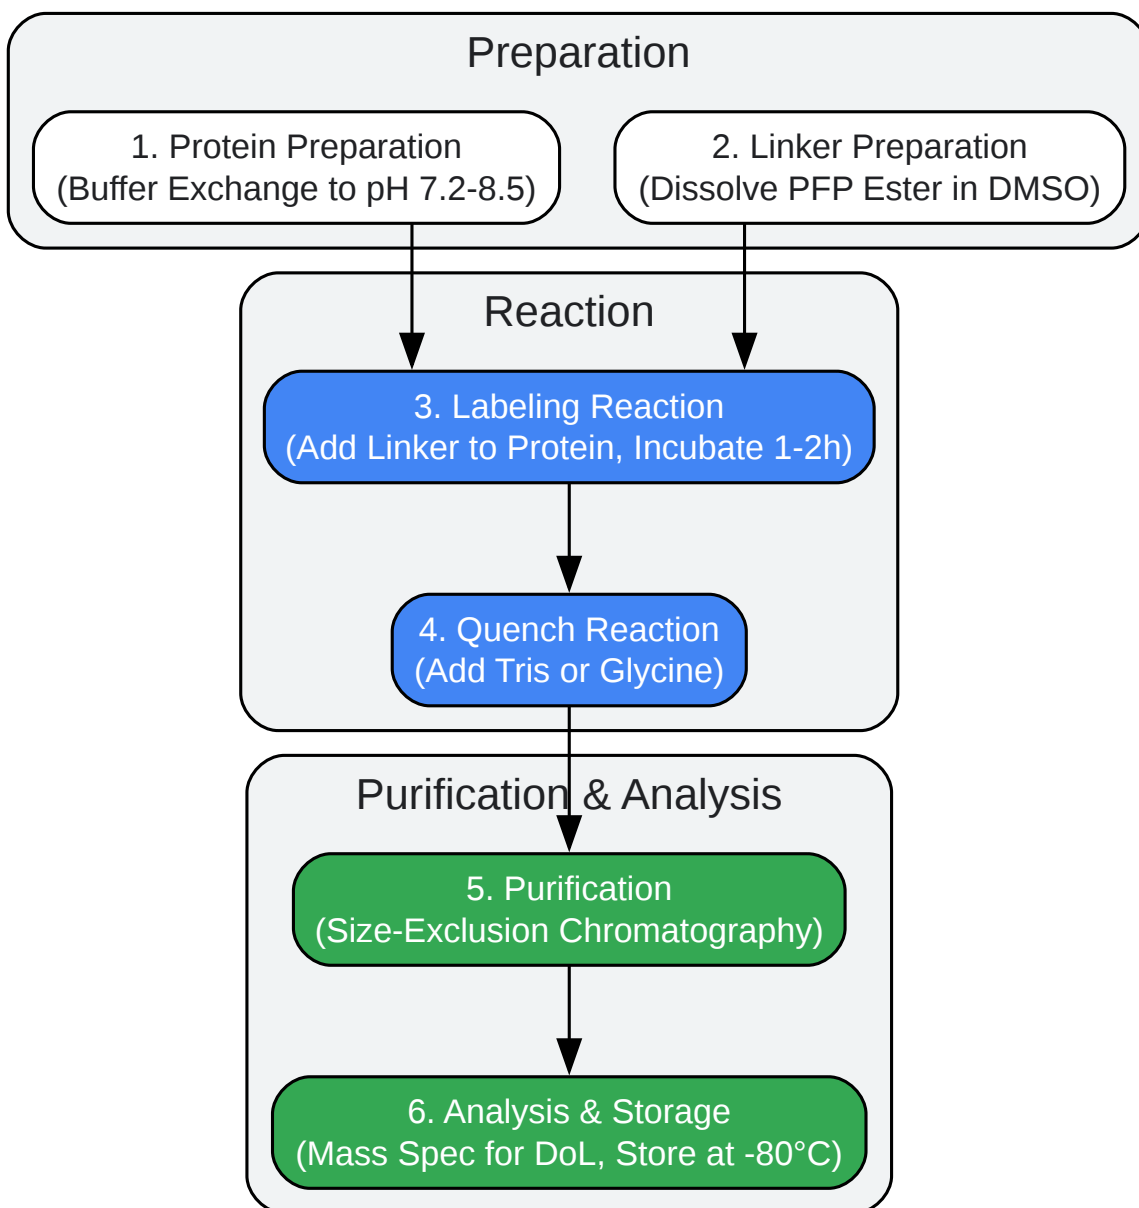 Preparation
1. Protein Preparation
(Buffer Exchange to pH 7.2-8.5)
2. Linker Preparation
(Dissolve PFP Ester in DMSO)
Reaction
3. Labeling Reaction
(Add Linker to Protein, Incubate 1-2h)
4. Quench Reaction
(Add Tris or Glycine)
Purification & Analysis
5. Purification
(Size-Exclusion Chromatography)
6. Analysis & Storage
(Mass Spec for DoL, Store at -80°C)